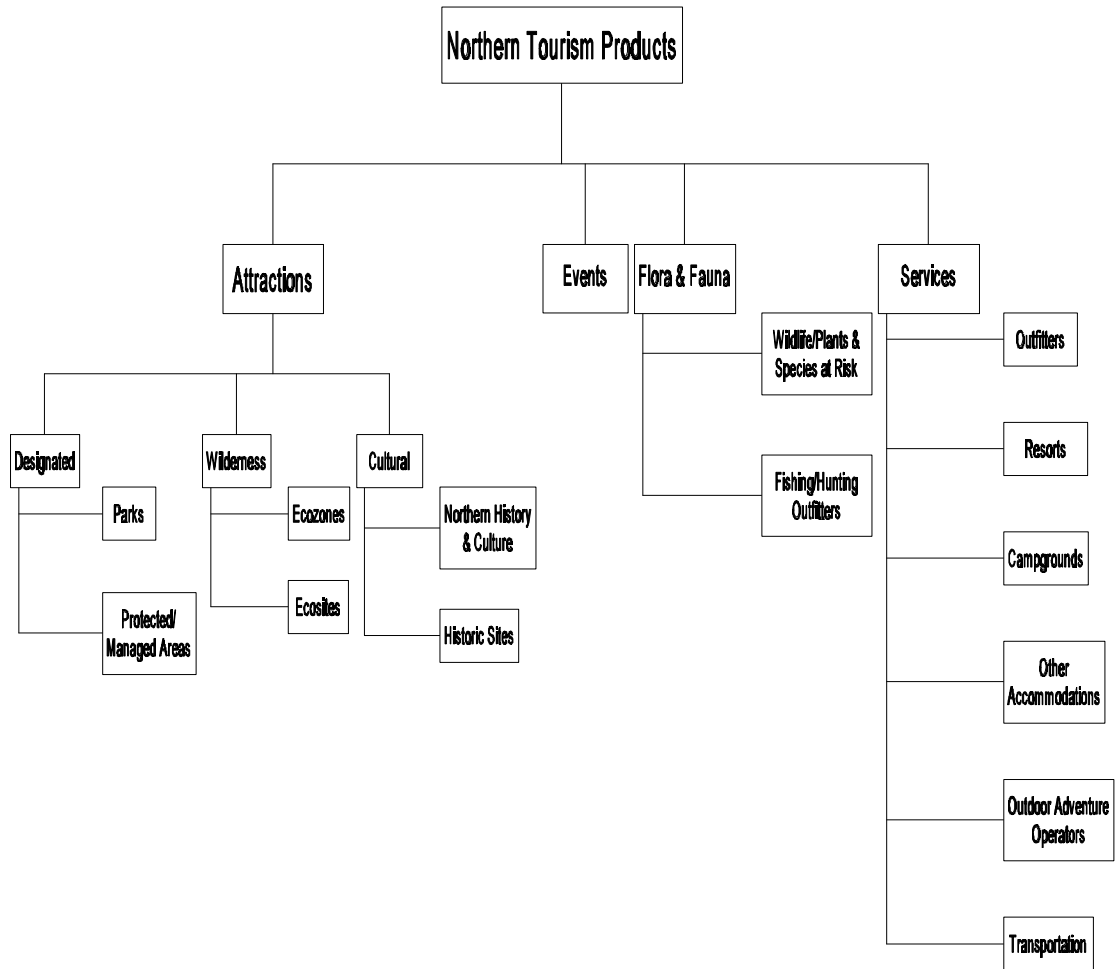 Northern Tourism Products
Attractions
Events
Flora & Fauna
Services
Designated
Parks
Protected/
Managed Areas
Wilderness
Ecozones
Ecosites
Cultural
Northern History
& Culture
Historic Sites
Wildlife/Plants &
Species at Risk
Fishing/Hunting
Outfitters
Outfitters
Resorts
Campgrounds
Other
Accommodations
Outdoor Adventure
Operators
Transportation